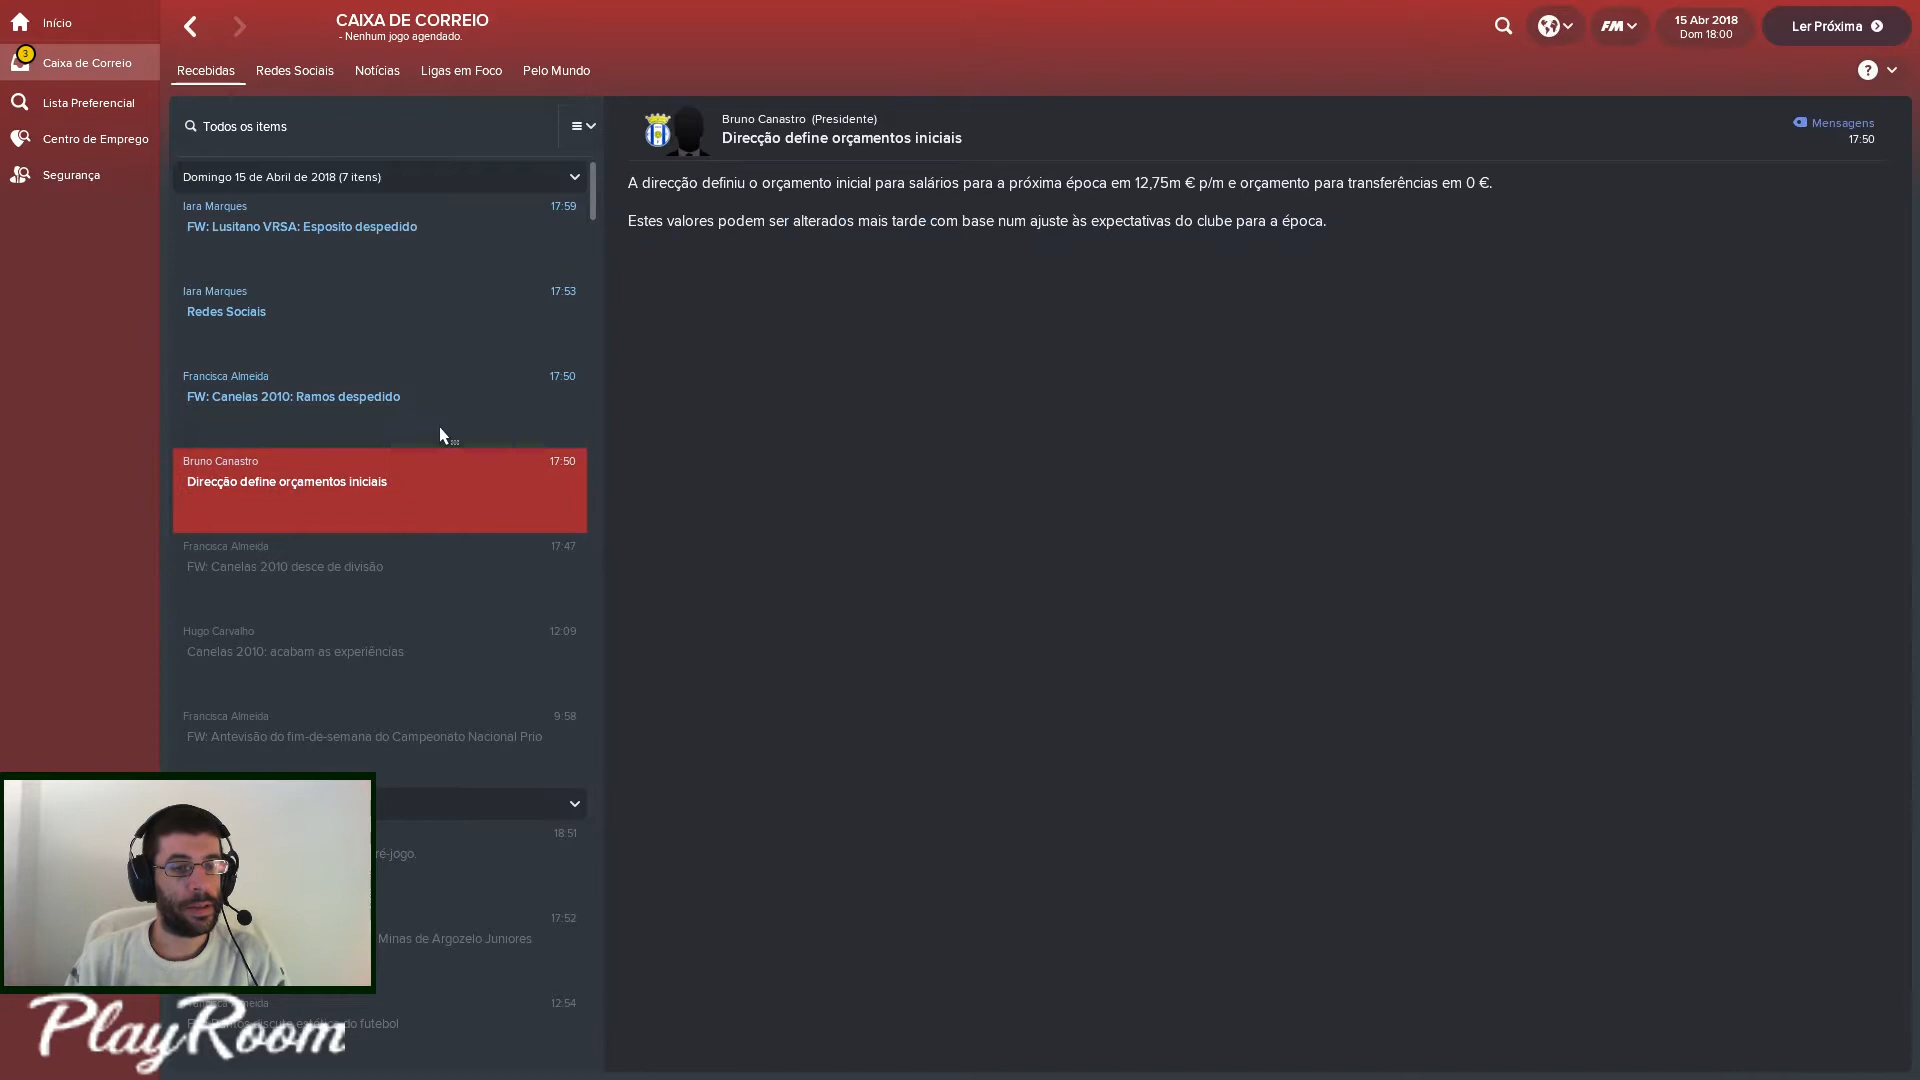 Início
3
Caixa de Correio
Lista Preferencial
Centro de Emprego
Segurança
CAIXA DE CORREIO
- Nenhum jogo agendado.
FM
15 Abr 2018
Dom 18:00
Ler Próxima
Recebidas
Redes Sociais
Notícias
Ligas em Foco
Pelo Mundo
?
Todos os items
Domingo 15 de Abril de 2018 (7 itens)
Iara Marques 17:59
FW: Lusitano VRSA: Esposito despedido
Iara Marques 17:53
Redes Sociais
Francisca Almeida 17:50
FW: Canelas 2010: Ramos despedido
Bruno Canastro 17:50
Direcção define orçamentos iniciais
Francisca Almeida 17:47
FW: Canelas 2010 desce de divisão
Hugo Carvalho 12:09
Canelas 2010: acabam as experiências
Francisca Almeida 9:58
FW: Antevisão do fim-de-semana do Campeonato Nacional Prio
18:51
ré-jogo.
17:52
Minas de Argozelo Juniores
12:54
discute estética do futebol
PlayRoom
Bruno Canastro (Presidente)
Direcção define orçamentos iniciais
Mensagens
17:50
A direcção definiu o orçamento inicial para salários para a próxima época em 12,75m € p/m e orçamento para transferências em 0 €.
Estes valores podem ser alterados mais tarde com base num ajuste às expectativas do clube para a época.